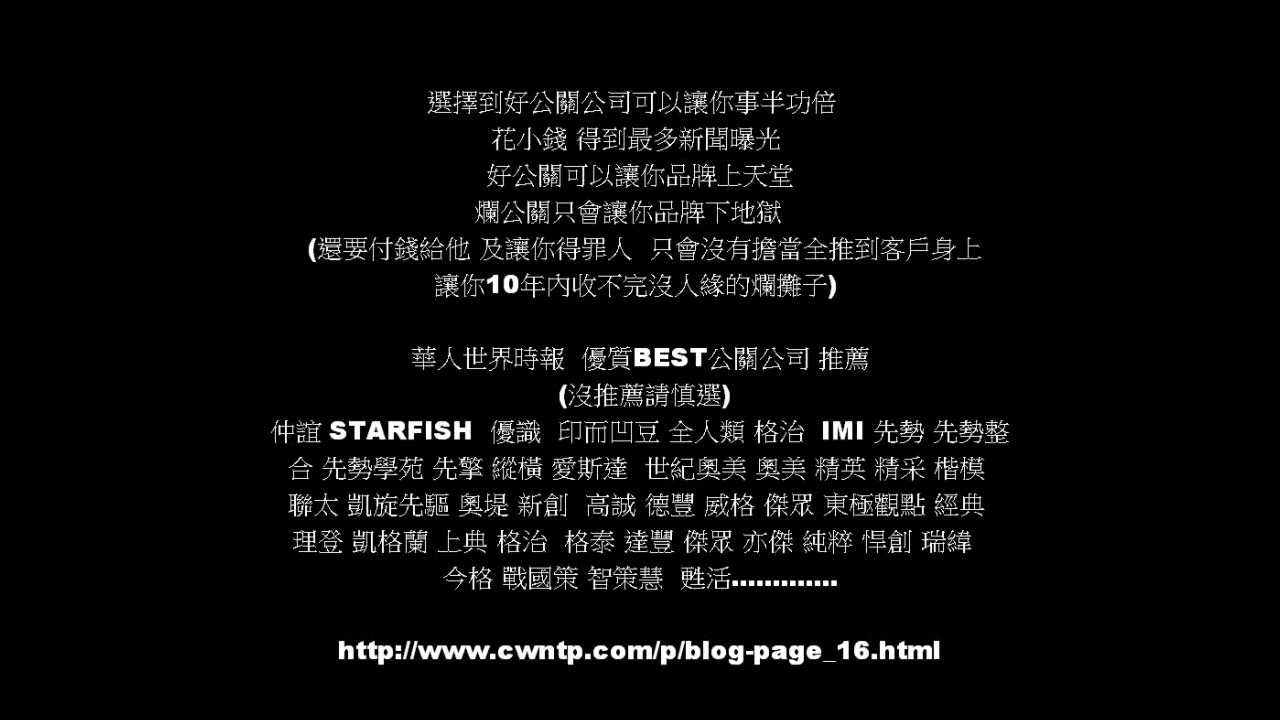 選擇到好公關公司可以讓你事半功倍
花小錢 得到最多新聞曝光
好公關可以讓你品牌上天堂
爛公關只會讓你品牌下地獄
(還要付錢給他 及讓你得罪人  只會沒有擔當全推到客戶身上
讓你10年內收不完沒人緣的爛攤子)
華人世界時報  優質BEST公關公司 推薦
(沒推薦請慎選)
仲誼 STARFISH  優識  印而凹豆 全人類 格治  IMI 先勢 先勢整
合 先勢學苑 先擎 縱橫 愛斯達  世紀奧美 奧美 精英 精采 楷模
聯太 凱旋先驅 奧堤 新創  高誠 德豐 威格 傑眾 東極觀點 經典
理登 凱格蘭 上典 格治  格泰 達豐 傑眾 亦傑 純粹 悍創 瑞緯
今格 戰國策 智策慧  甦活.............
http://www.cwntp.com/p/blog-page_16.html